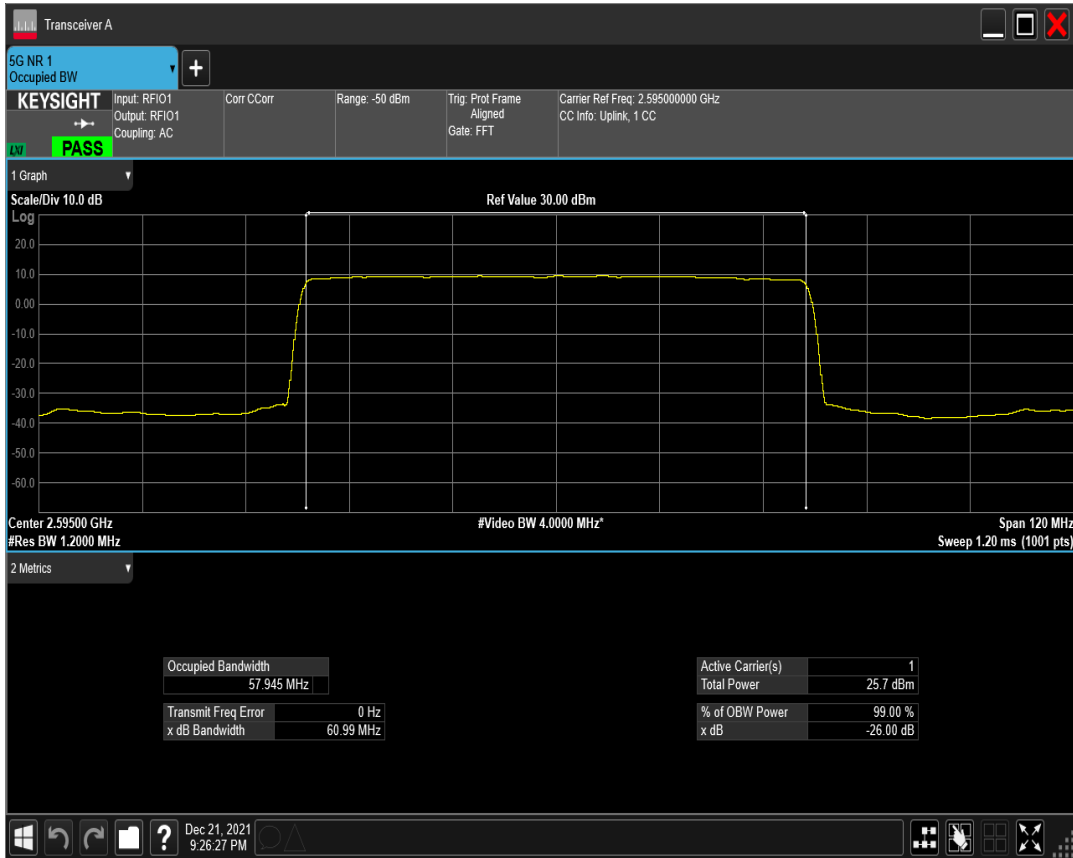 Transceiver A
5G NR 1
Occupied BW
KEYSIGHT
Input: RFIO1
Output: RFIO1
Coupling: AC
Corr CCorr
Range: -50 dBm
Trig: Prot Frame
Aligned
Gate: FFT
Carrier Ref Freq: 2.595000000 GHz
CC Info: Uplink, 1 CC
LXI
PASS
1 Graph
Scale/Div 10.0 dB
Ref Value 30.00 dBm
Log
20.0
10.0
0.00
-10.0
-20.0
-30.0
-40.0
-50.0
-60.0
Center 2.59500 GHz
#Video BW 4.0000 MHz*
Span 120 MHz
#Res BW 1.2000 MHz
Sweep 1.20 ms (1001 pts)
2 Metrics
Occupied Bandwidth
57.945 MHz
Transmit Freq Error 0 Hz
x dB Bandwidth 60.99 MHz
Active Carrier(s) 1
Total Power 25.7 dBm
% of OBW Power 99.00 %
x dB -26.00 dB
?
Dec 21, 2021
9:26:27 PM